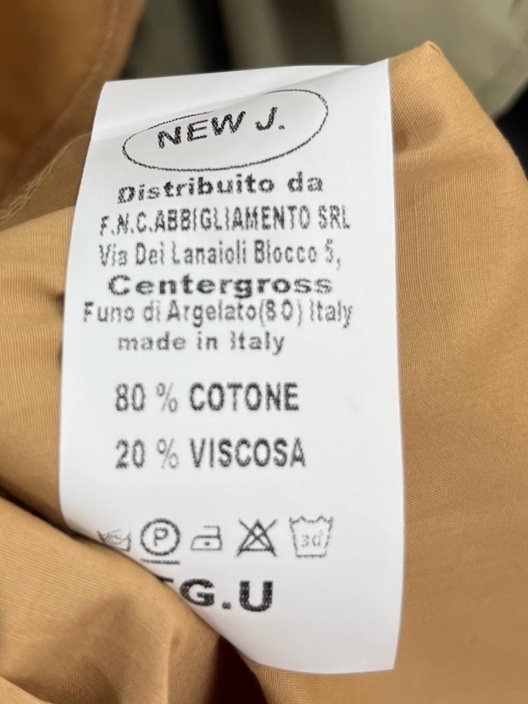 NEW J.
Distribuito da
F.N.C.ABBIGLIAMENTO SRL
Via Dei Lanaioli Blocco 5,
Centergross
Funo di Argelato(BO) Italy
made in Italy
80 % COTONE
20 % VISCOSA
P 30°
G.U